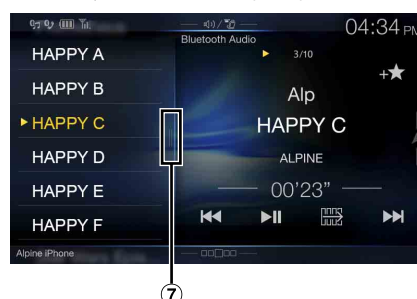 04:34 PM
Bluetooth Audio
HAPPY A
HAPPY B
HAPPY C
HAPPY D
HAPPY E
HAPPY F
3/10
Alp
HAPPY C
ALPINE
00'23”
Alpine iPhone
7